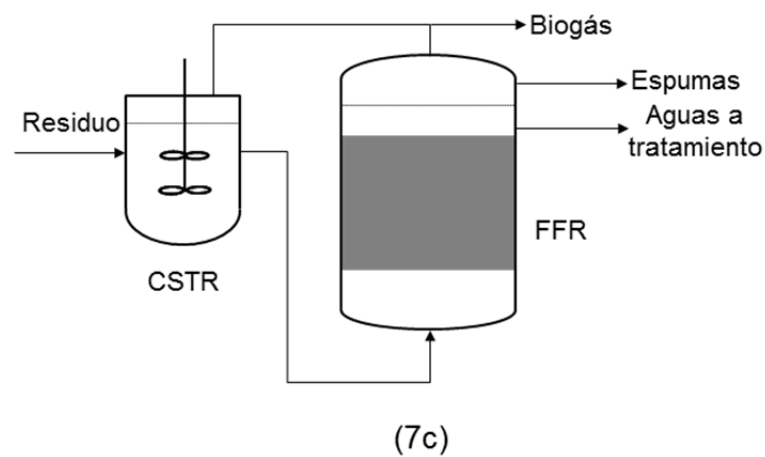 Biogás
Espumas
Residuo
Aguas a
tratamiento
FFR
CSTR
(7c)